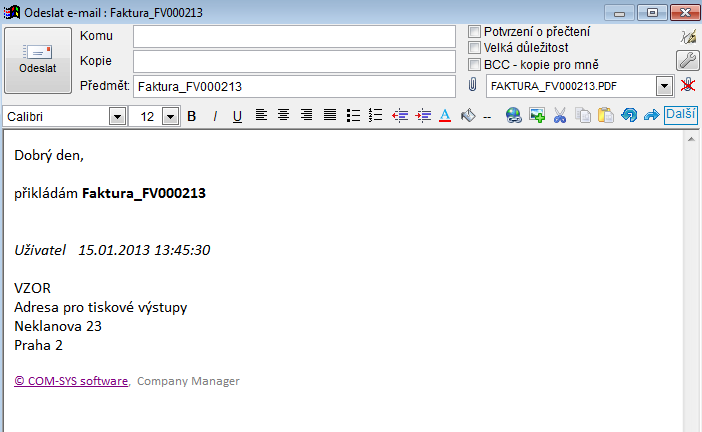 Odeslat e-mail : Faktura_FV000213
Odeslat
Komu
Kopie
Předmět: Faktura_FV000213
Potvrzení o přečtení
Velká důležitost
BCC - kopie pro mně
FAKTURA_FV000213.PDF
Calibri 12 B I U A -- Další
Dobrý den,
přikládám Faktura_FV000213
Uživatel 15.01.2013 13:45:30
VZOR
Adresa pro tiskové výstupy
Neklanova 23
Praha 2
© COM-SYS software, Company Manager